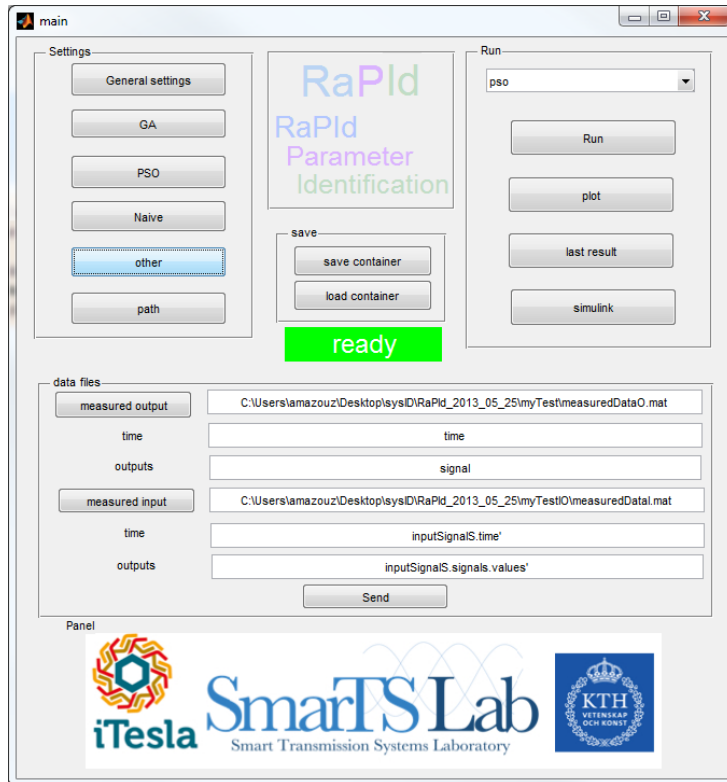 main
Settings
General settings
GA
PSO
Naive
other
path
RaPId
RaPId
Parameter
Identification
save
save container
load container
ready
Run
pso
Run
plot
last result
simulink
data files
measured output
C:\Users\amazouz\Desktop\sysID\RaPId_2013_05_25\myTest\measuredDataO.mat
time
time
outputs
signal
measured input
C:\Users\amazouz\Desktop\sysID\RaPId_2013_05_25\myTestIO\measuredDataI.mat
time
inputSignalS.time'
outputs
inputSignalS.signals.values'
Send
Panel
iTesla
SmarTS Lab
Smart Transmission Systems Laboratory
KTH
VETENSKAP
OCH KONST